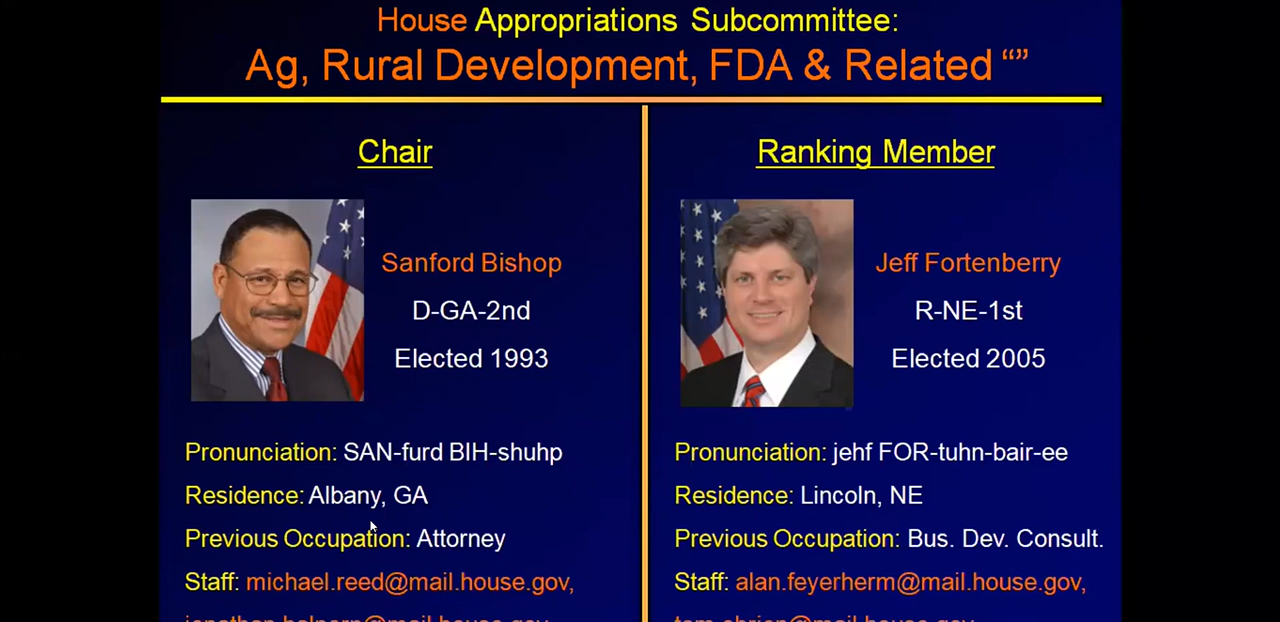 House Appropriations Subcommittee:
Ag, Rural Development, FDA & Related “”
Chair
Sanford Bishop
D-GA-2nd
Elected 1993
Pronunciation: SAN-furd BIH-shuhp
Residence: Albany, GA
Previous Occupation: Attorney
Staff: michael.reed@mail.house.gov,
Ranking Member
Jeff Fortenberry
R-NE-1st
Elected 2005
Pronunciation: jehf FOR-tuhn-bair-ee
Residence: Lincoln, NE
Previous Occupation: Bus. Dev. Consult.
Staff: alan.feyerherm@mail.house.gov,